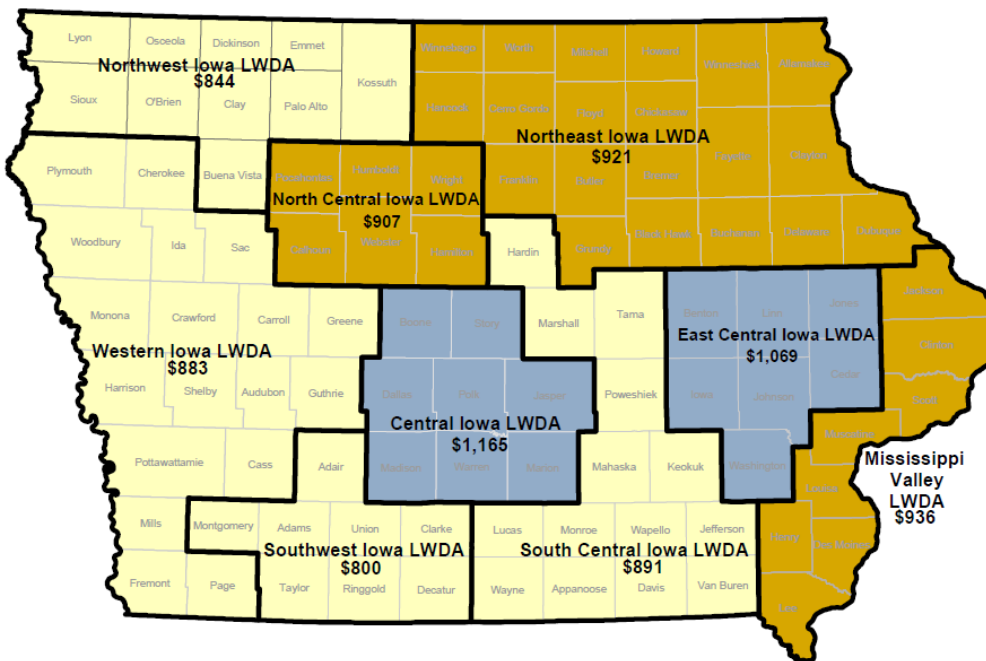 Lyon
Osceola
Dickinson
Emmet
Kossuth
Northwest Iowa LWDA
$844
Sioux
O'Brien
Clay
Palo Alto
Winnebago
Worth
Mitchell
Howard
Winneshiek
Allamakee
Hancock
Cerro Gordo
Floyd
Chickasaw
Northeast Iowa LWDA
$921
Fayette
Clayton
Franklin
Butler
Bremer
Grundy
Black Hawk
Buchanan
Delaware
Dubuque
Plymouth
Cherokee
Buena Vista
Pocahontas
Humboldt
Wright
North Central Iowa LWDA
$907
Calhoun
Webster
Hamilton
Hardin
Woodbury
Ida
Sac
Monona
Crawford
Carroll
Greene
Western Iowa LWDA
$883
Harrison
Shelby
Audubon
Guthrie
Pottawattamie
Cass
Adair
Mills
Montgomery
Fremont
Page
Boone
Story
Marshall
Tama
Dallas
Polk
Jasper
Poweshiek
Central Iowa LWDA
$1,165
Madison
Warren
Marion
Mahaska
Keokuk
Benton
Linn
Jones
East Central Iowa LWDA
$1,069
Iowa
Johnson
Cedar
Washington
Jackson
Clinton
Scott
Muscatine
Louisa
Mississippi
Valley
LWDA
$936
Henry
Des Moines
Lee
Adams
Union
Clarke
Southwest Iowa LWDA
$800
Taylor
Ringgold
Decatur
Lucas
Monroe
Wapello
Jefferson
South Central Iowa LWDA
$891
Wayne
Appanoose
Davis
Van Buren